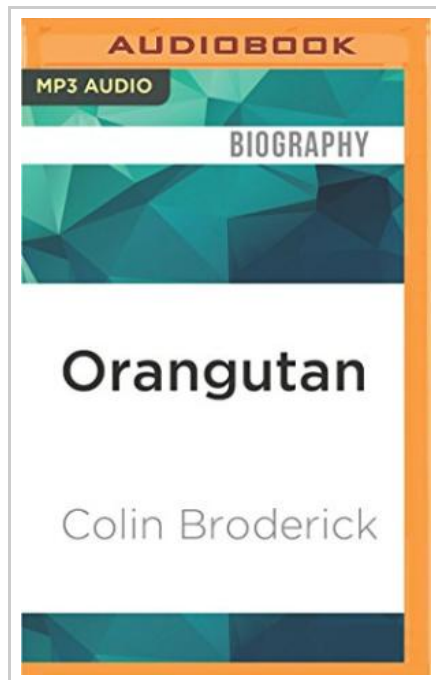 AUDIOBOOK
MP3 AUDIO
BIOGRAPHY
Orangutan
Colin Broderick